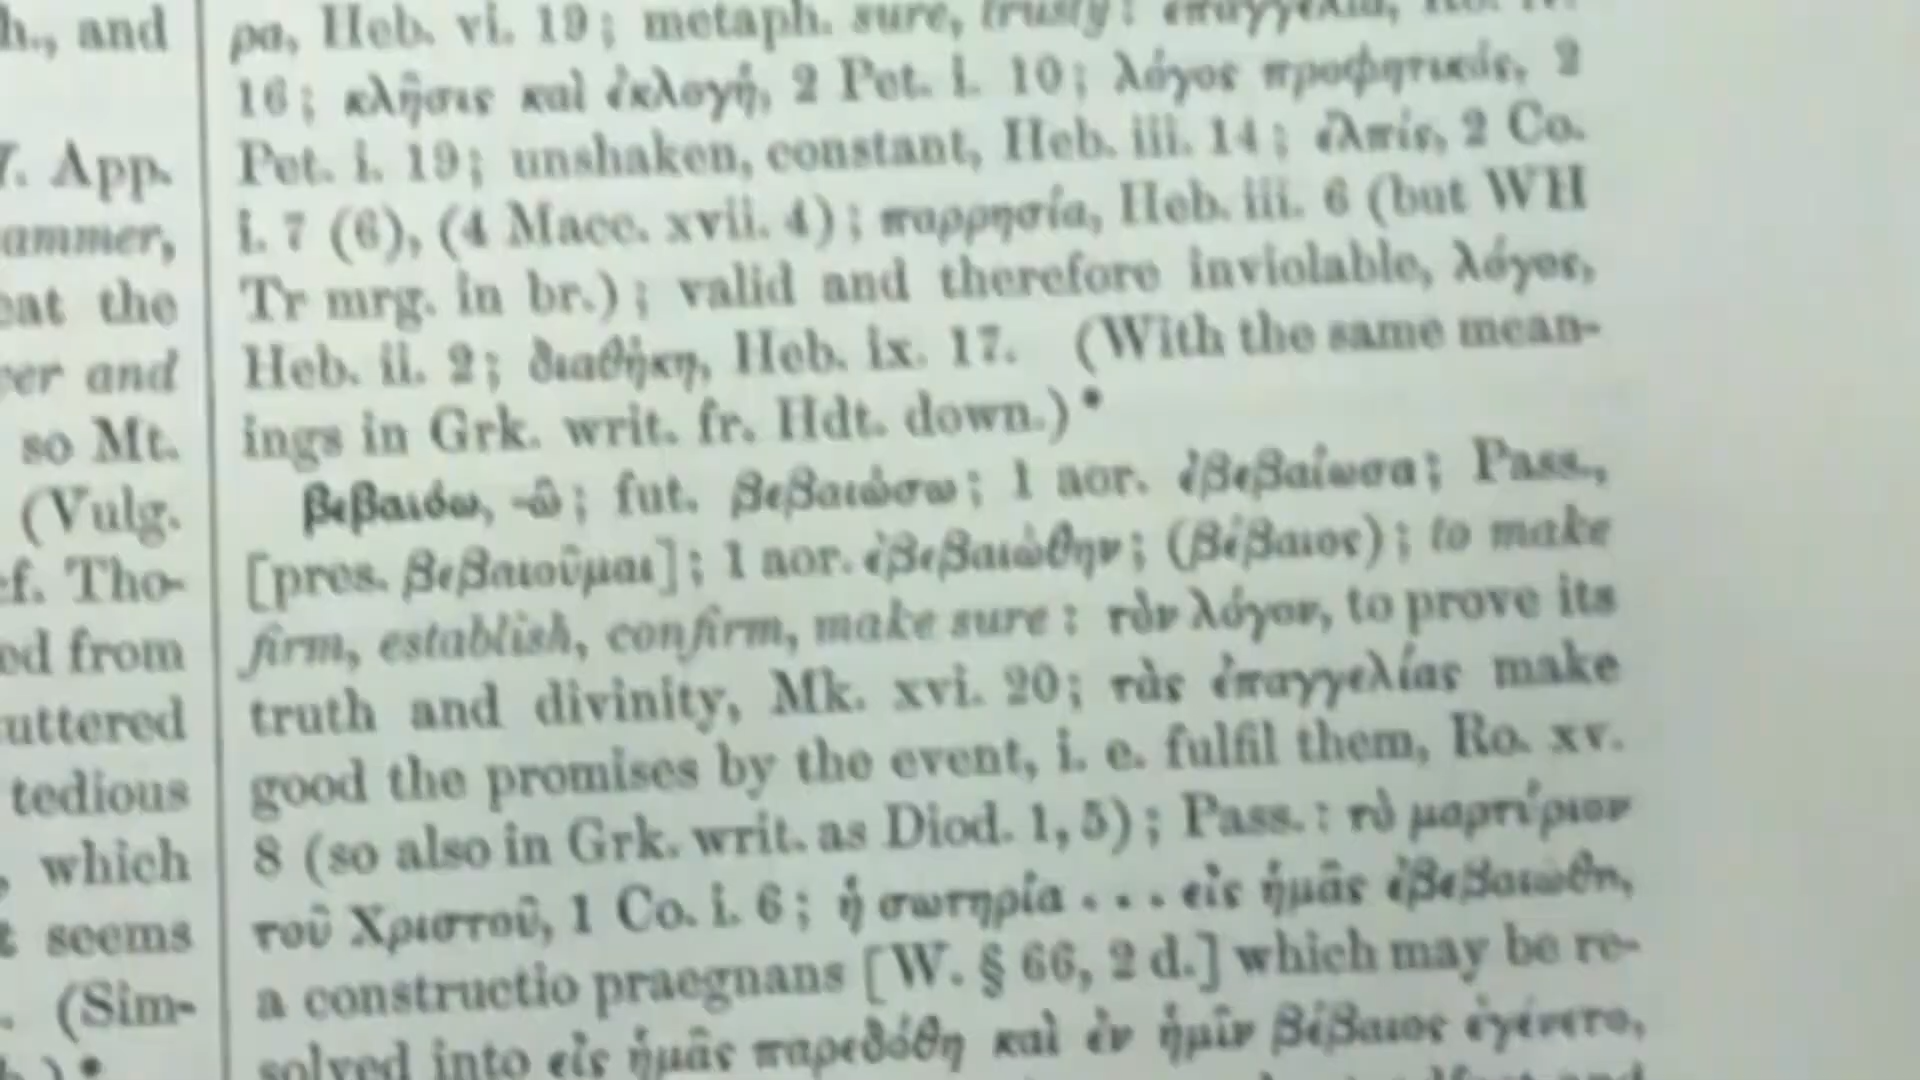 h., and
7. App.
ammer,
eat the
ver and
so Mt.
(Vulg.
ef. Tho-
ed from
uttered
tedious
, which
t seems
. (Sim-
ρα, Heb. vi. 19; metaph. sure, trusty: ἐπαγγελία, Ro. iv.
16; κλῆσις καὶ ἐκλογή, 2 Pet. i. 10; λόγος προφητικός, 2
Pet. i. 19; unshaken, constant, Heb. iii. 14; ἐλπίς, 2 Co.
i. 7 (6), (4 Macc. xvii. 4); παρρησία, Heb. iii. 6 (but WH
Tr mrg. in br.); valid and therefore inviolable, λόγος,
Heb. ii. 2; διαθήκη, Heb. ix. 17. (With the same mean-
ings in Grk. writ. fr. Hdt. down.)*
βεβαιόω, -ῶ; fut. βεβαιώσω; 1 aor. ἐβεβαίωσα; Pass.,
[pres. βεβαιοῦμαι]; 1 aor. ἐβεβαιώθην; (βέβαιος); to make
firm, establish, confirm, make sure: τὸν λόγον, to prove its
truth and divinity, Mk. xvi. 20; τὰς ἐπαγγελίας make
good the promises by the event, i. e. fulfil them, Ro. xv.
8 (so also in Grk. writ. as Diod. 1, 5); Pass.: τὸ μαρτύριον
τοῦ Χριστοῦ, 1 Co. i. 6; ἡ σωτηρία . . . εἰς ἡμᾶς ἐβεβαιώθη,
a constructio praegnans [W. § 66, 2 d.] which may be re-
solved into εἰς ἡμᾶς παρεδόθη καὶ ἐν ἡμῖν βέβαιος ἐγένετο,